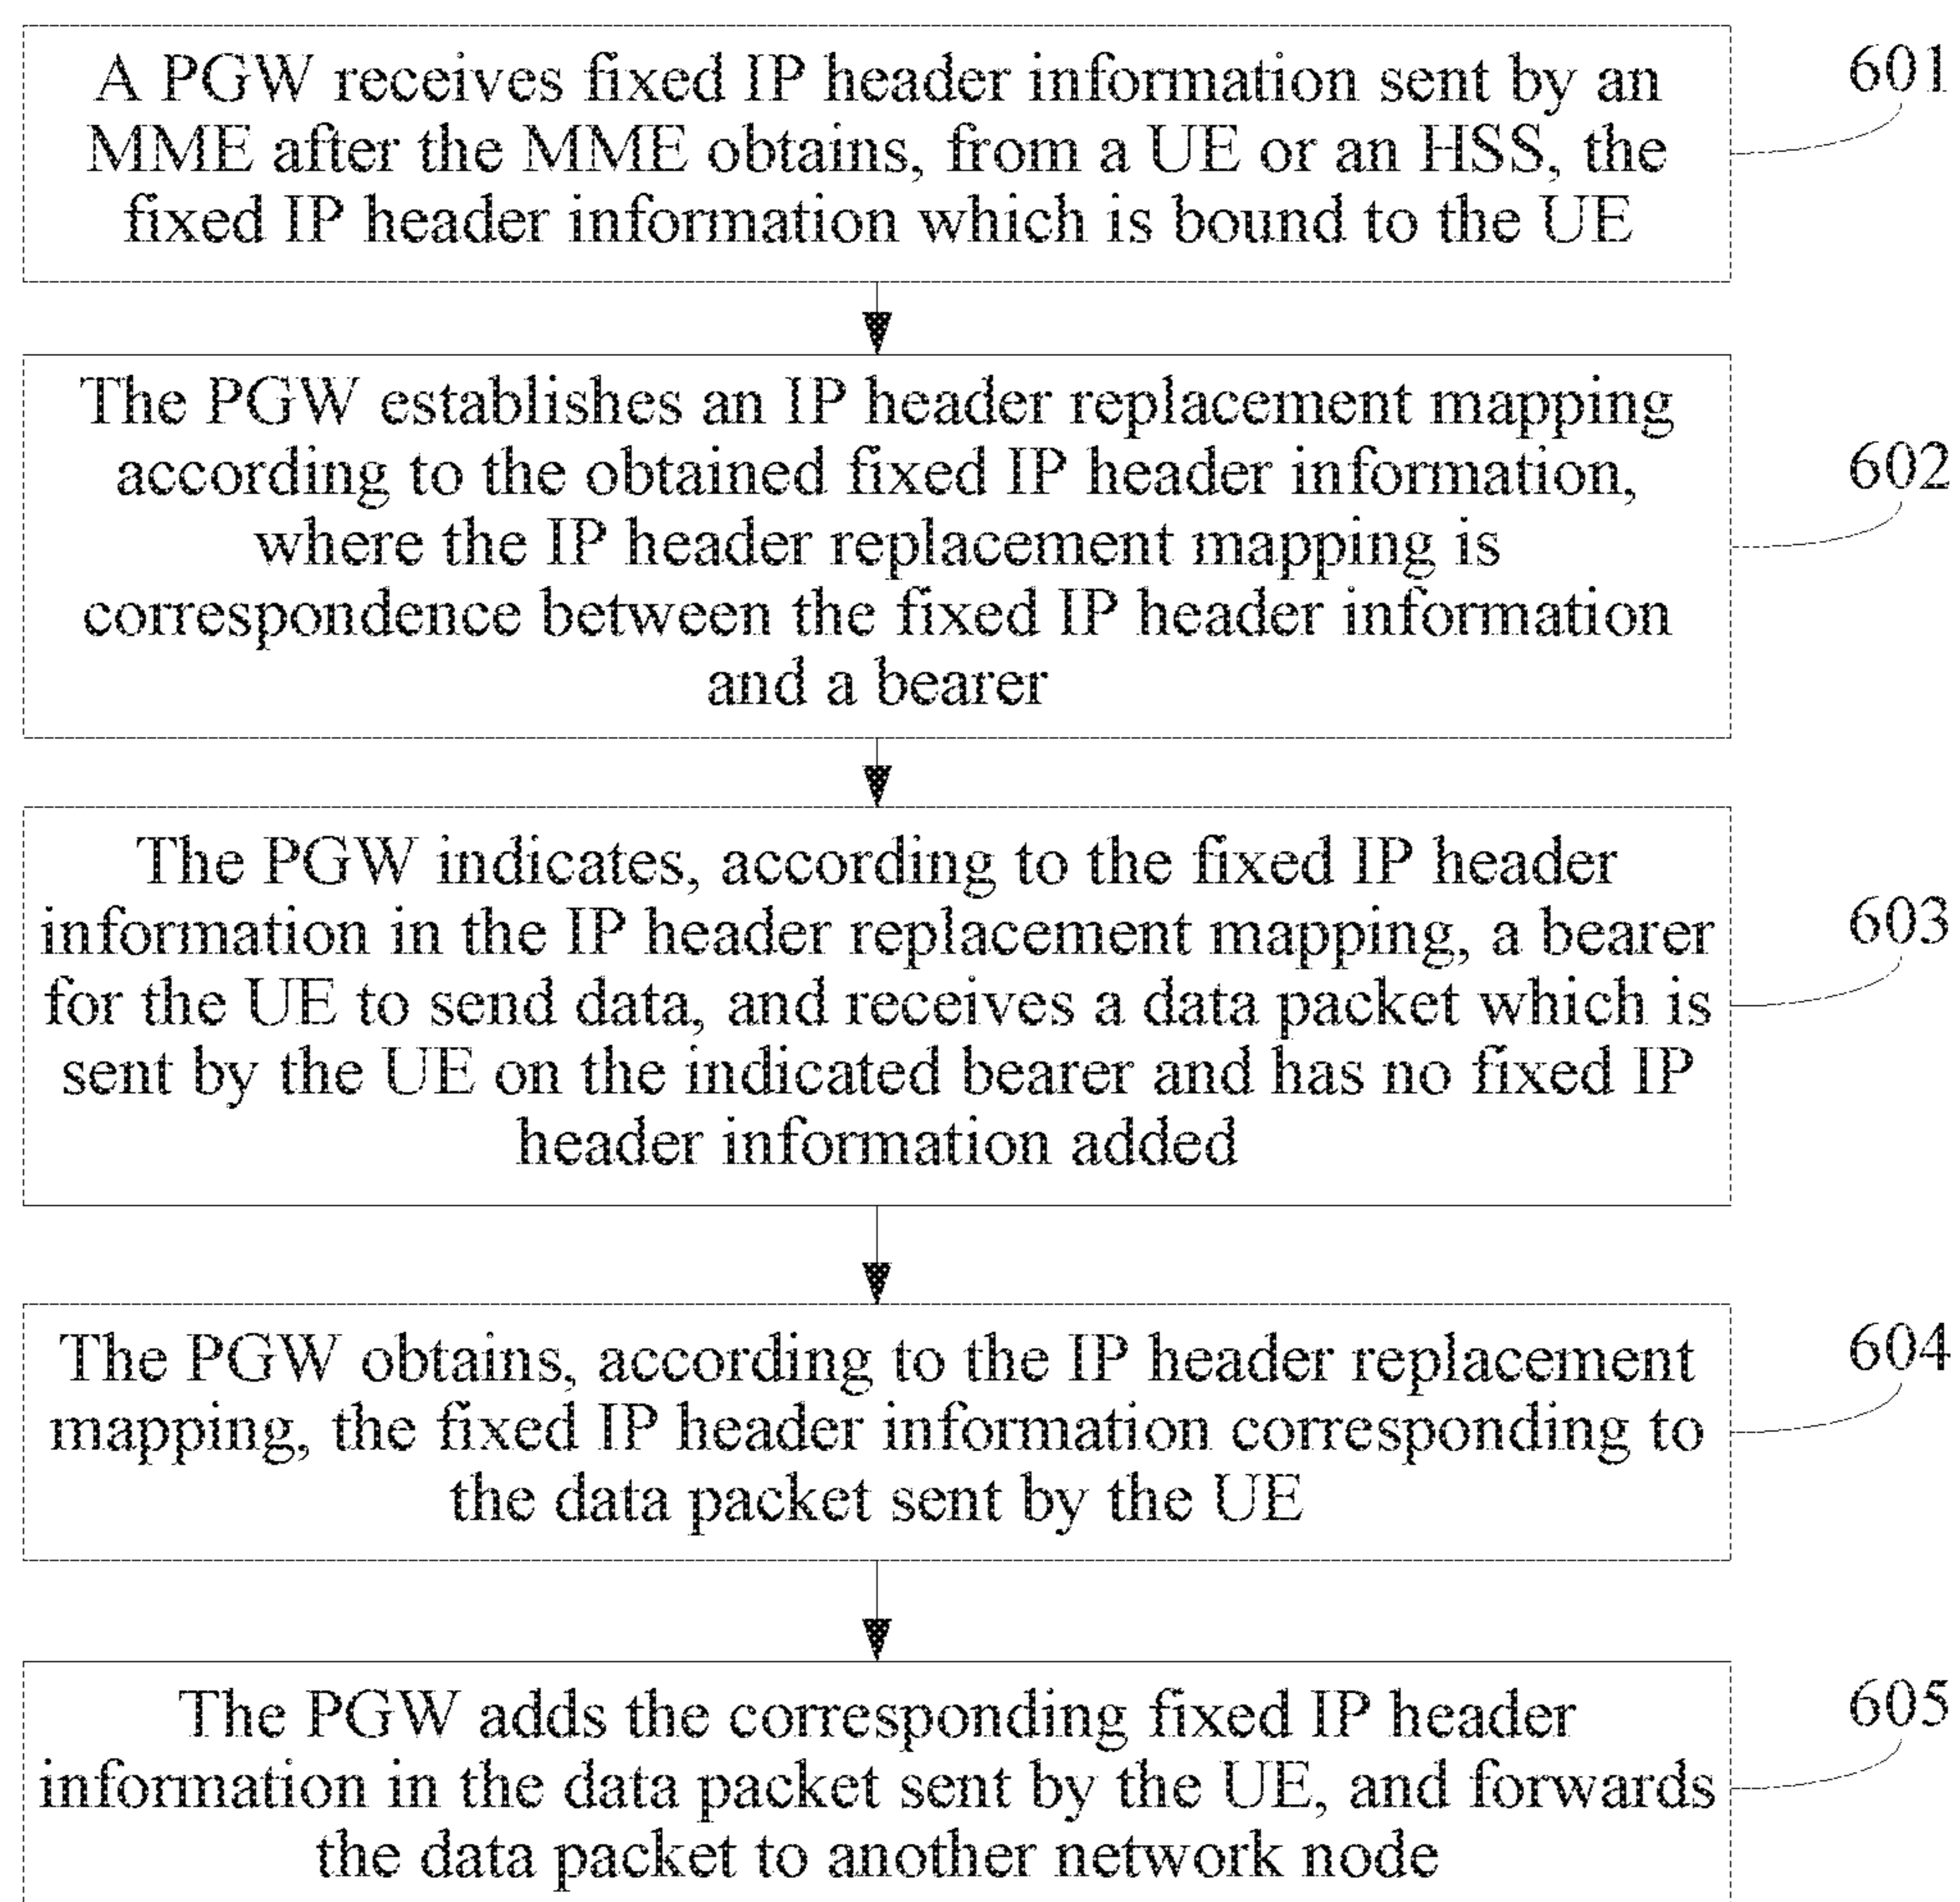 A PGW receives fixed IP header information sent by an
MME after the MME obtains, from a UE or an HSS, the
fixed IP header information which is bound to the UE
601
The PGW establishes an IP header replacement mapping
according to the obtained fixed IP header information,
where the IP header replacement mapping is
correspondence between the fixed IP header information
and a bearer
602
The PGW indicates, according to the fixed IP header
information in the IP header replacement mapping, a bearer
for the UE to send data, and receives a data packet which is
sent by the UE on the indicated bearer and has no fixed IP
header information added
603
The PGW obtains, according to the IP header replacement
mapping, the fixed IP header information corresponding to
the data packet sent by the UE
604
The PGW adds the corresponding fixed IP header
information in the data packet sent by the UE, and forwards
the data packet to another network node
605